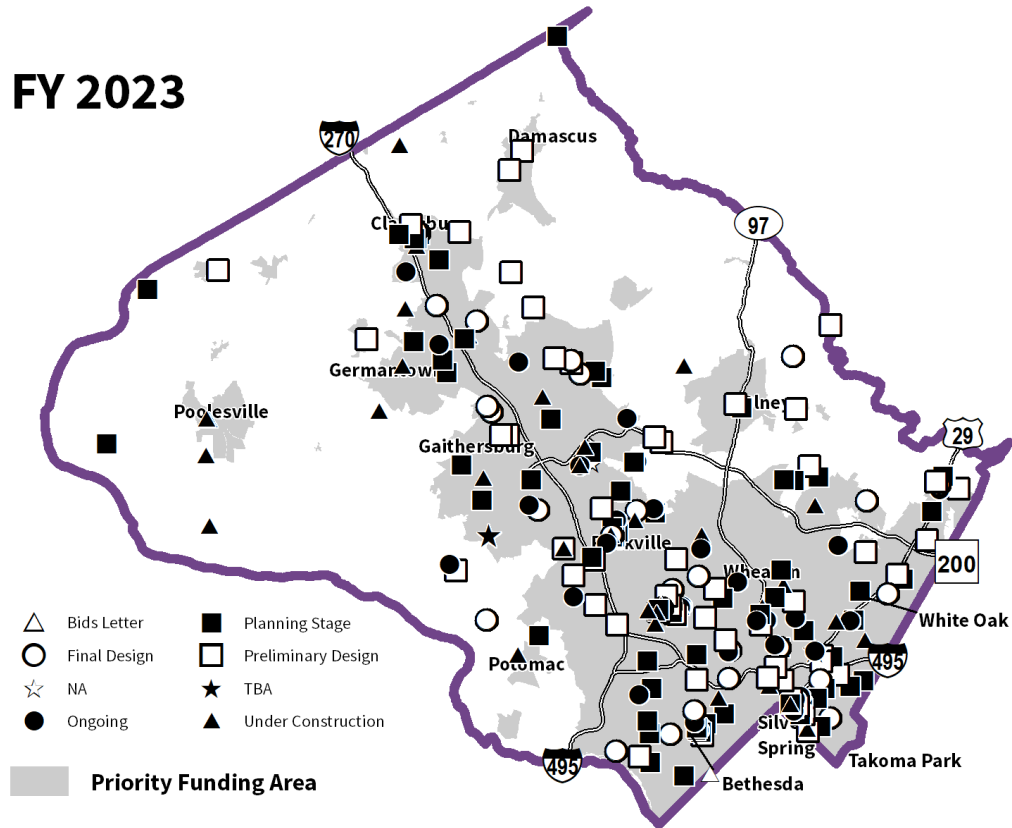 FY 2023
270
Damascus
97
Germantown
Poolesville
Gaithersburg
29
Wheaton
200
White Oak
Potomac
495
Silver
Spring
Takoma Park
495
Bethesda
Bids Letter
Planning Stage
Final Design
Preliminary Design
NA
TBA
Ongoing
Under Construction
Priority Funding Area